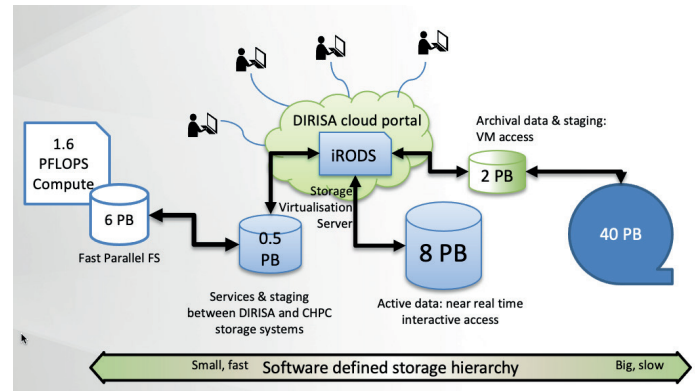 DIRISA cloud portal
iRODS
Storage
Virtualisation
Server
1.6
PFLOPS
Compute
6 PB
Fast Parallel FS
0.5
PB
Services & staging
between DIRISA and CHPC
storage systems
8 PB
Active data: near real time
interactive access
Archival data & staging:
VM access
2 PB
40 PB
Small, fast
Software defined storage hierarchy
Big, slow